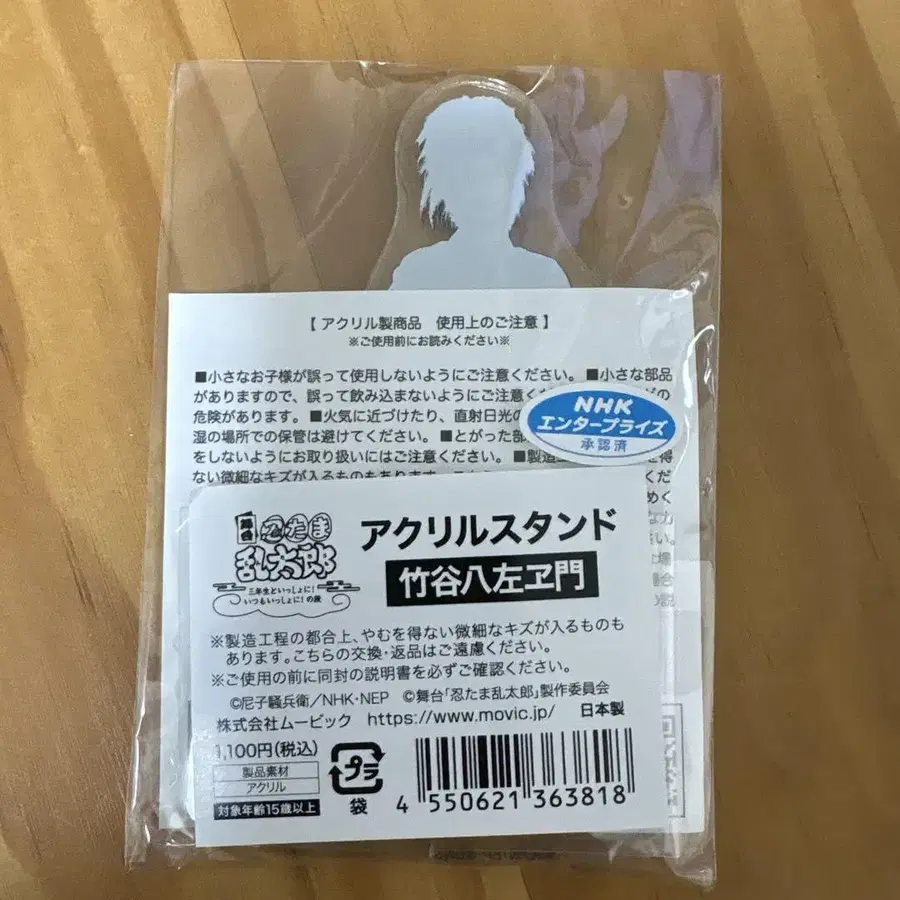 【 アクリル製商品　使用上のご注意 】
※ご使用前にお読みください※
■小さなお子様が誤って使用しないようにご注意ください。 ■小さな部品
がありますので、誤って飲み込まないようにご注意く
危険があります。 ■火気に近づけたり、直射日光の
湿の場所での保管は避けてください。 ■とがった部
をしないようにお取り扱いにはご注意ください。 ■製造
ない微細なキズが入るものもあります。
NHK
エンタープライズ
承認済
舞台
忍たま
乱太郎
三年生といっしょに!
いつもいっしょに!の段
アクリルスタンド
竹谷八左ヱ門
※製造工程の都合上、やむを得ない微細なキズが入るものも
あります。こちらの交換・返品はご遠慮ください。
※ご使用の前に同封の説明書を必ずご確認ください。
©尼子騒兵衛／NHK・NEP　©舞台「忍たま乱太郎」製作委員会
株式会社ムービック　https://www.movic.jp/　日本製
1,100円(税込)
製品素材
アクリル
対象年齢15歳以上
プラ
袋
4 550621 363818